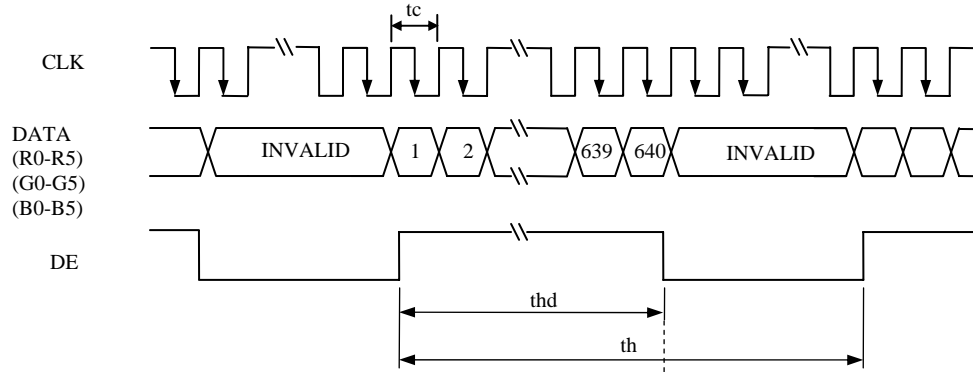 tc
CLK
DATA
(R0-R5)
(G0-G5)
(B0-B5)
INVALID 1 2 639 640 INVALID
DE
thd
th